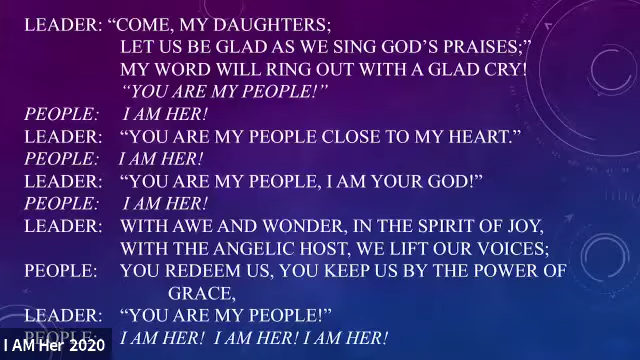 LEADER: “COME, MY DAUGHTERS;
LET US BE GLAD AS WE SING GOD’S PRAISES;”
MY WORD WILL RING OUT WITH A GLAD CRY!
“YOU ARE MY PEOPLE!”
PEOPLE: I AM HER!
LEADER: “YOU ARE MY PEOPLE CLOSE TO MY HEART.”
PEOPLE: I AM HER!
LEADER: “YOU ARE MY PEOPLE, I AM YOUR GOD!”
PEOPLE: I AM HER!
LEADER: WITH AWE AND WONDER, IN THE SPIRIT OF JOY,
WITH THE ANGELIC HOST, WE LIFT OUR VOICES;
PEOPLE: YOU REDEEM US, YOU KEEP US BY THE POWER OF
GRACE,
LEADER: “YOU ARE MY PEOPLE!”
PEOPLE: I AM HER! I AM HER! I AM HER!
I AM Her 2020